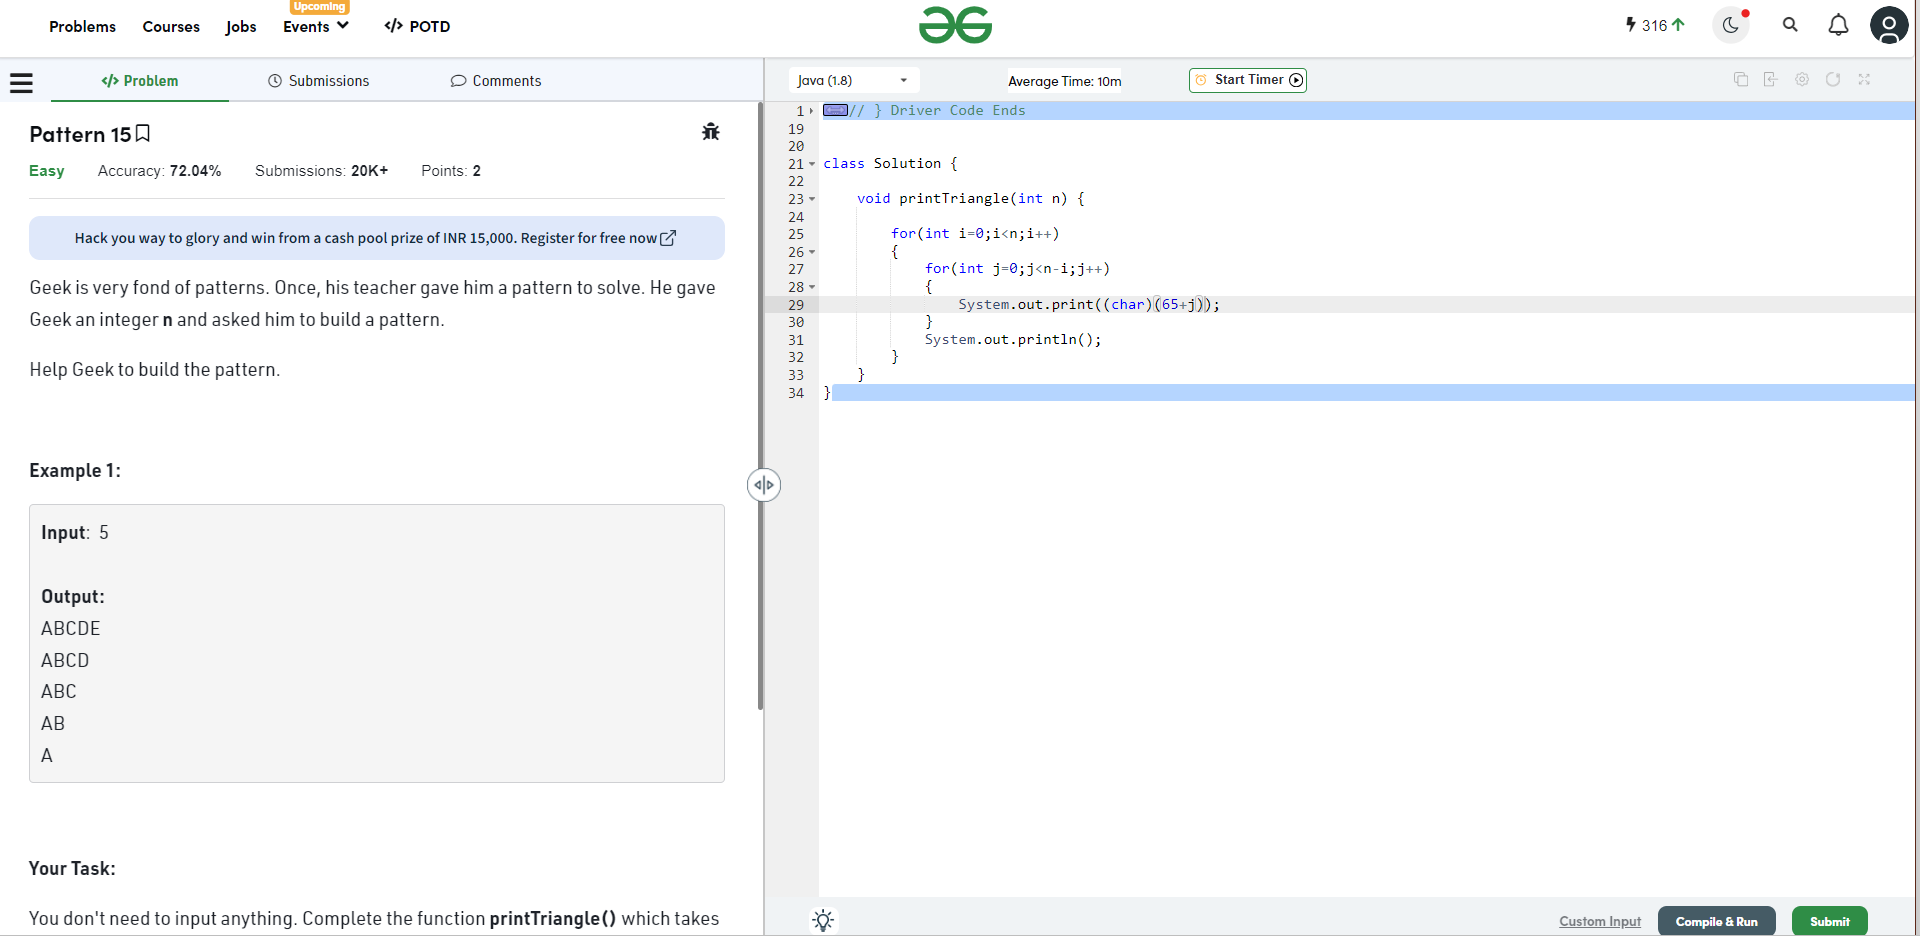 Problems Courses Jobs Upcoming Events </> POTD
316
</> Problem Submissions Comments
Pattern 15
Easy Accuracy: 72.04% Submissions: 20K+ Points: 2
Hack you way to glory and win from a cash pool prize of INR 15,000. Register for free now
Geek is very fond of patterns. Once, his teacher gave him a pattern to solve. He gave
Geek an integer n and asked him to build a pattern.
Help Geek to build the pattern.
Example 1:
Input: 5
Output:
ABCDE
ABCD
ABC
AB
A
Your Task:
You don't need to input anything. Complete the function printTriangle() which takes
Java (1.8) Average Time: 10m Start Timer
1 // } Driver Code Ends
19
20
21 class Solution {
22
23 void printTriangle(int n) {
24
25 for(int i=0;i<n;i++)
26 {
27 for(int j=0;j<n-i;j++)
28 {
29 System.out.print((char)(65+j));
30 }
31 System.out.println();
32 }
33 }
34 }
Custom Input Compile & Run Submit